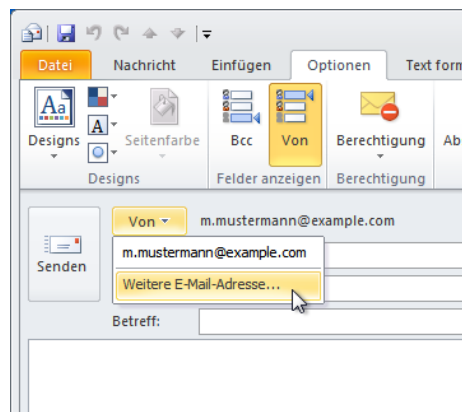 Datei Nachricht Einfügen Optionen Text form
Aa
A
Designs Seitenfarbe Bcc Von Berechtigung Ab
Designs Felder anzeigen Berechtigung
Von m.mustermann@example.com
m.mustermann@example.com
Senden
Weitere E-Mail-Adresse...
Betreff: